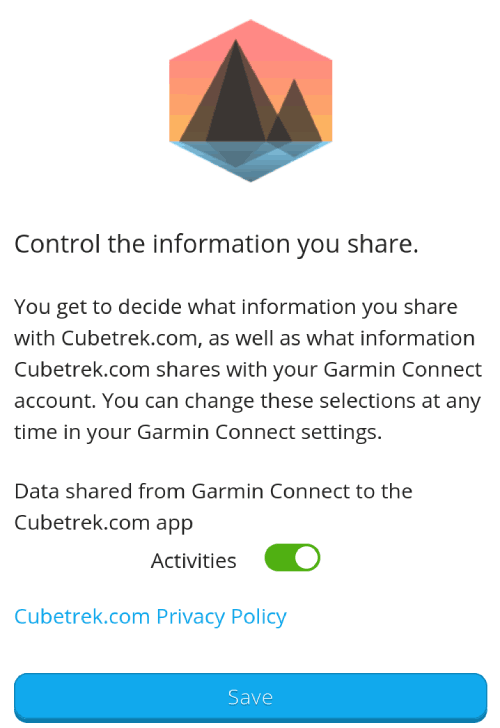 Control the information you share.
You get to decide what information you share
with Cubetrek.com, as well as what information
Cubetrek.com shares with your Garmin Connect
account. You can change these selections at any
time in your Garmin Connect settings.
Data shared from Garmin Connect to the
Cubetrek.com app
Activities
Cubetrek.com Privacy Policy
Save